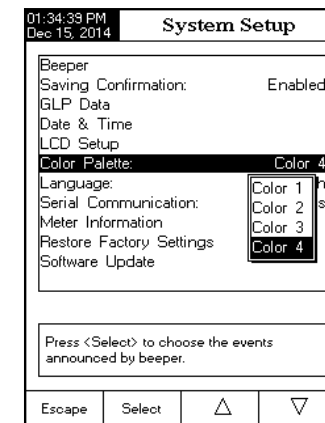 01:34:39 PM
Dec 15, 2014
System Setup
Beeper
Saving Confirmation: Enabled
GLP Data
Date & Time
LCD Setup
Color Palette: Color 4
Language: h
Serial Communication: s
Meter Information
Restore Factory Settings
Software Update
Color 1
Color 2
Color 3
Color 4
Press <Select> to choose the events
announced by beeper.
Escape Select